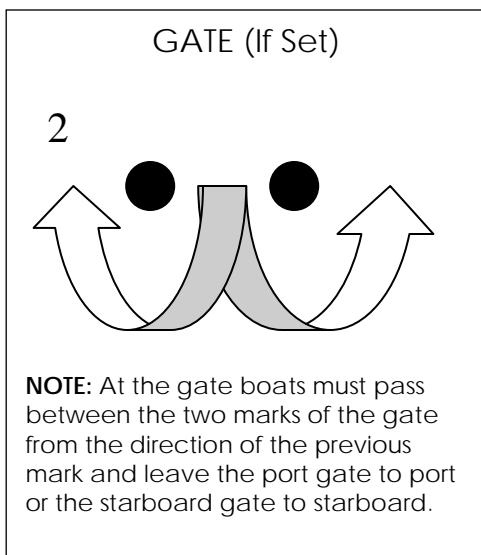 GATE (If Set)
2
NOTE: At the gate boats must pass
between the two marks of the gate
from the direction of the previous
mark and leave the port gate to port
or the starboard gate to starboard.